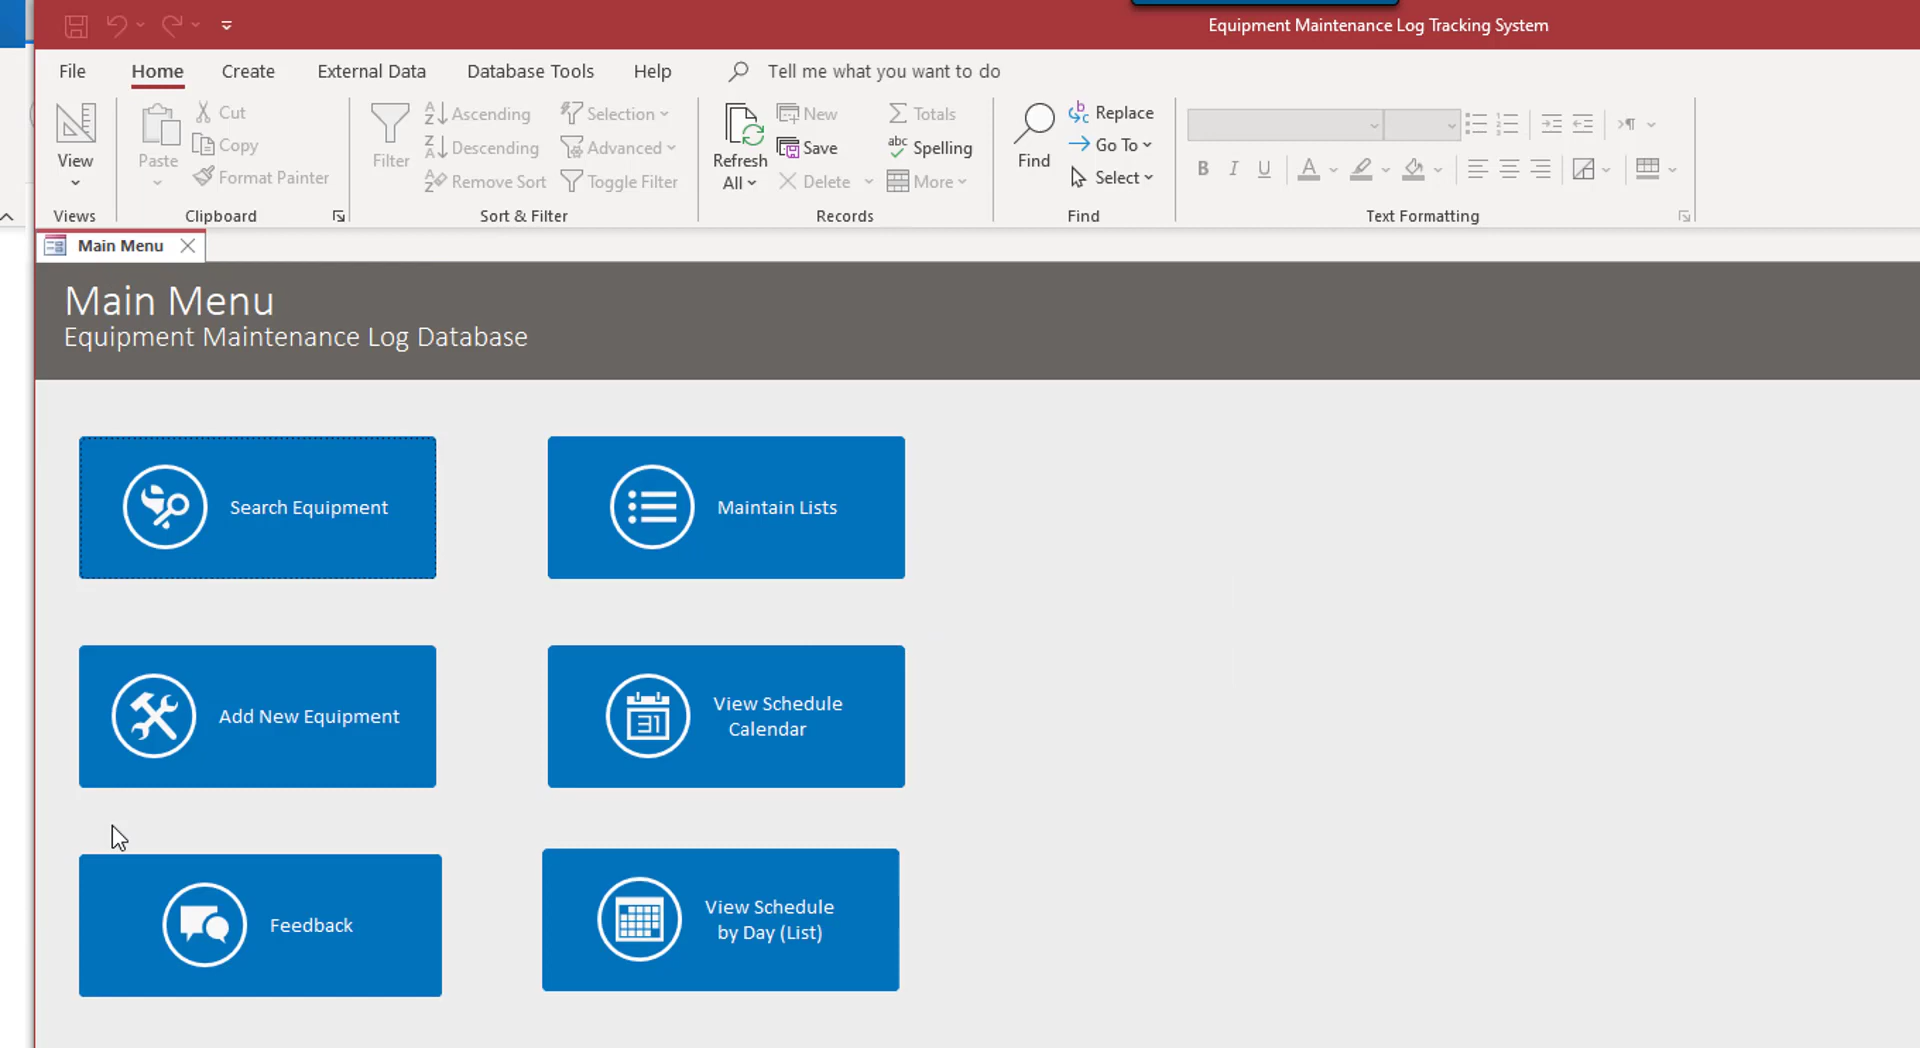 Equipment Maintenance Log Tracking System
File Home Create External Data Database Tools Help Tell me what you want to do
View
Views
Paste
Cut
Copy
Format Painter
Clipboard
Filter
Ascending
Descending
Remove Sort
Selection
Advanced
Toggle Filter
Sort & Filter
Refresh
All
New
Save
Delete
Totals
Spelling
More
Records
Find
Replace
Go To
Select
Find
B I U
Text Formatting
Main Menu
Main Menu
Equipment Maintenance Log Database
Search Equipment
Maintain Lists
Add New Equipment
View Schedule
Calendar
31
Feedback
View Schedule
by Day (List)